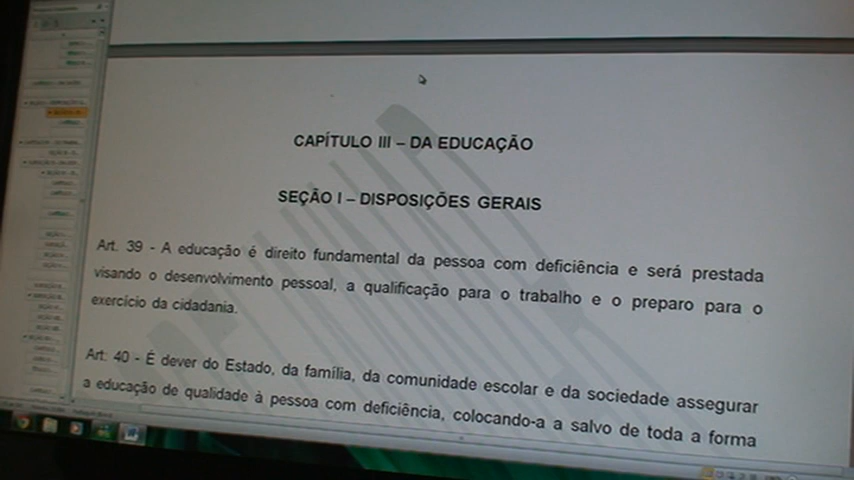 CAPÍTULO III – DA EDUCAÇÃO
SEÇÃO I – DISPOSIÇÕES GERAIS
Art. 39 - A educação é direito fundamental da pessoa com deficiência e será prestada
visando o desenvolvimento pessoal, a qualificação para o trabalho e o preparo para o
exercício da cidadania.
Art. 40 - É dever do Estado, da família, da comunidade escolar e da sociedade assegurar
a educação de qualidade à pessoa com deficiência, colocando-a a salvo de toda a forma